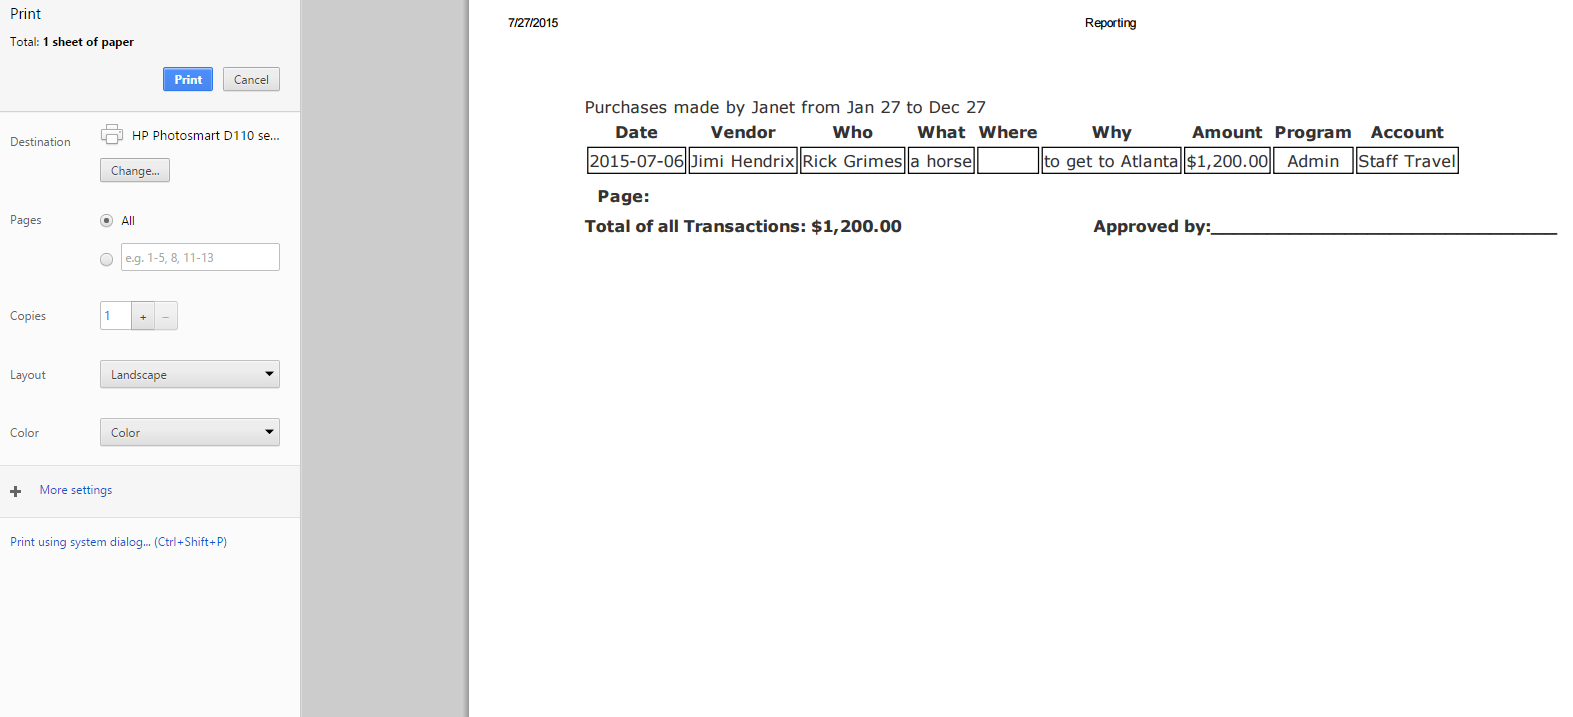 Print
Total: 1 sheet of paper
Print Cancel
Destination HP Photosmart D110 se...
Change...
Pages All
e.g. 1-5, 8, 11-13
Copies 1 + −
Layout Landscape
Color Color
More settings
Print using system dialog... (Ctrl+Shift+P)
7/27/2015 Reporting
Purchases made by Janet from Jan 27 to Dec 27
Date Vendor Who What Where Why Amount Program Account
2015-07-06 Jimi Hendrix Rick Grimes a horse to get to Atlanta $1,200.00 Admin Staff Travel
Page:
Total of all Transactions: $1,200.00 Approved by: